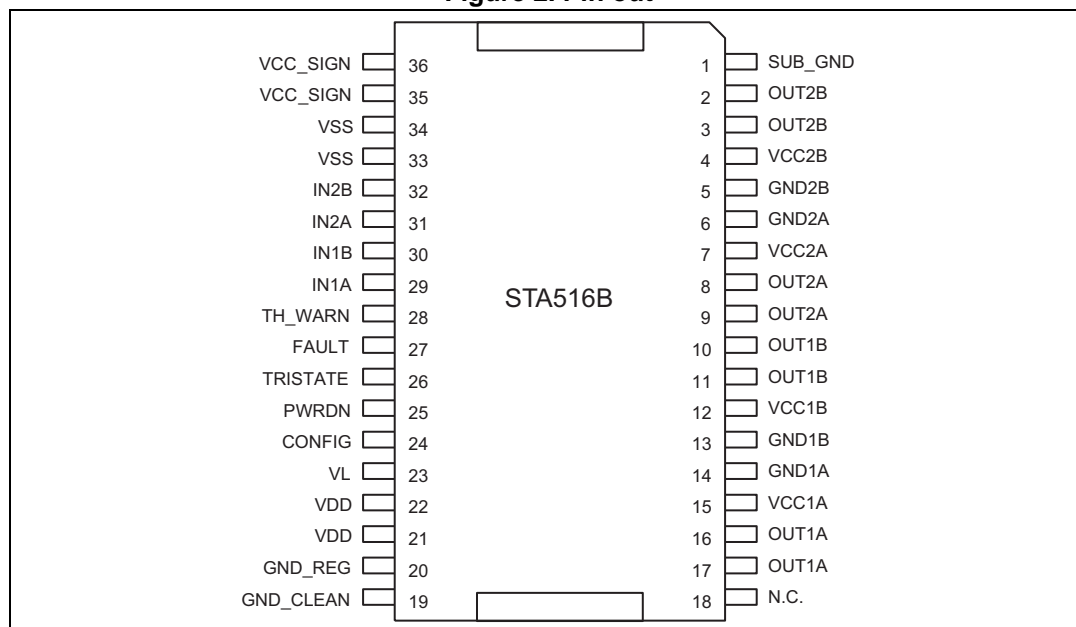 Figure 2. Pin out
VCC_SIGN 36 1 SUB_GND
VCC_SIGN 35 2 OUT2B
VSS 34 3 OUT2B
VSS 33 4 VCC2B
IN2B 32 5 GND2B
IN2A 31 6 GND2A
IN1B 30 7 VCC2A
IN1A 29 8 OUT2A
STA516B
TH_WARN 28 9 OUT2A
FAULT 27 10 OUT1B
TRISTATE 26 11 OUT1B
PWRDN 25 12 VCC1B
CONFIG 24 13 GND1B
VL 23 14 GND1A
VDD 22 15 VCC1A
VDD 21 16 OUT1A
GND_REG 20 17 OUT1A
GND_CLEAN 19 18 N.C.